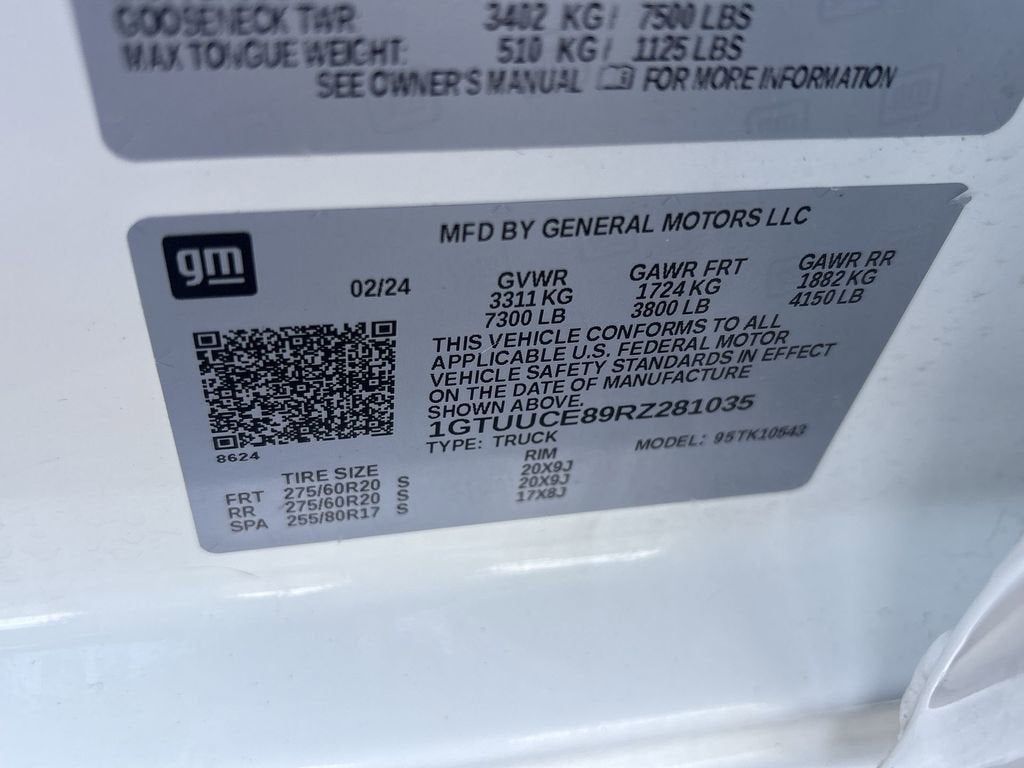 GOOSENECK TWR 3402 KG/ 7500 LBS
MAX TONGUE WEIGHT: 510 KG/ 1125 LBS
SEE OWNER'S MANUAL FOR MORE INFORMATION
gm
MFD BY GENERAL MOTORS LLC
02/24 GVWR GAWR FRT GAWR RR
3311 KG 1724 KG 1882 KG
7300 LB 3800 LB 4150 LB
THIS VEHICLE CONFORMS TO ALL
APPLICABLE U.S. FEDERAL MOTOR
VEHICLE SAFETY STANDARDS IN EFFECT
ON THE DATE OF MANUFACTURE
SHOWN ABOVE.
1GTUUCE89RZ281035
TYPE: TRUCK MODEL: 95TK10543
8624
TIRE SIZE RIM
FRT 275/60R20 S 20X9J
RR 275/60R20 S 20X9J
SPA 255/80R17 S 17X8J